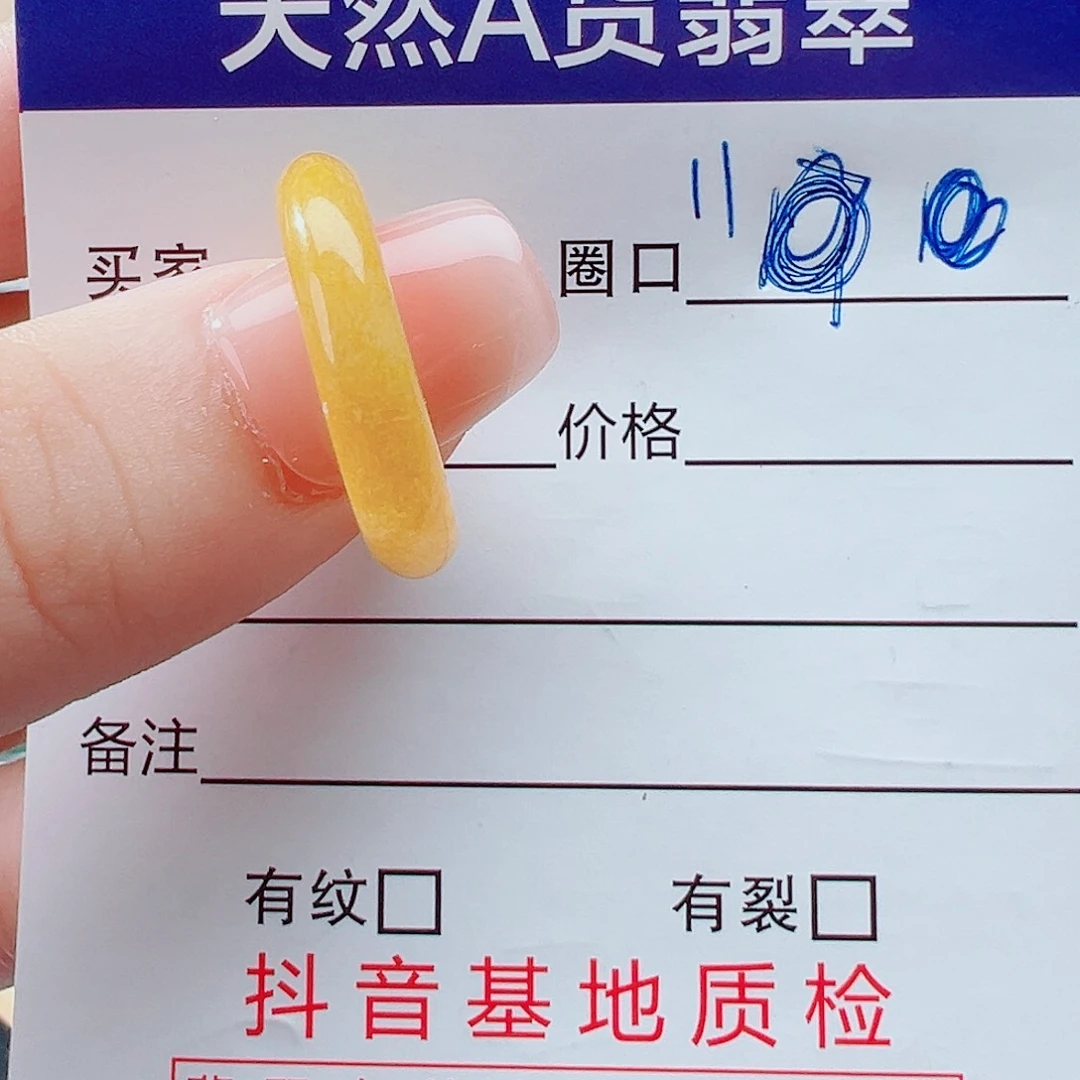 天然A货翡翠
买家 圈口 11
价格
备注
有纹 有裂
抖音基地质检